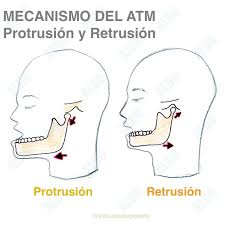 MECANISMO DEL ATM
Protrusión y Retrusión
Protrusión
Retrusión